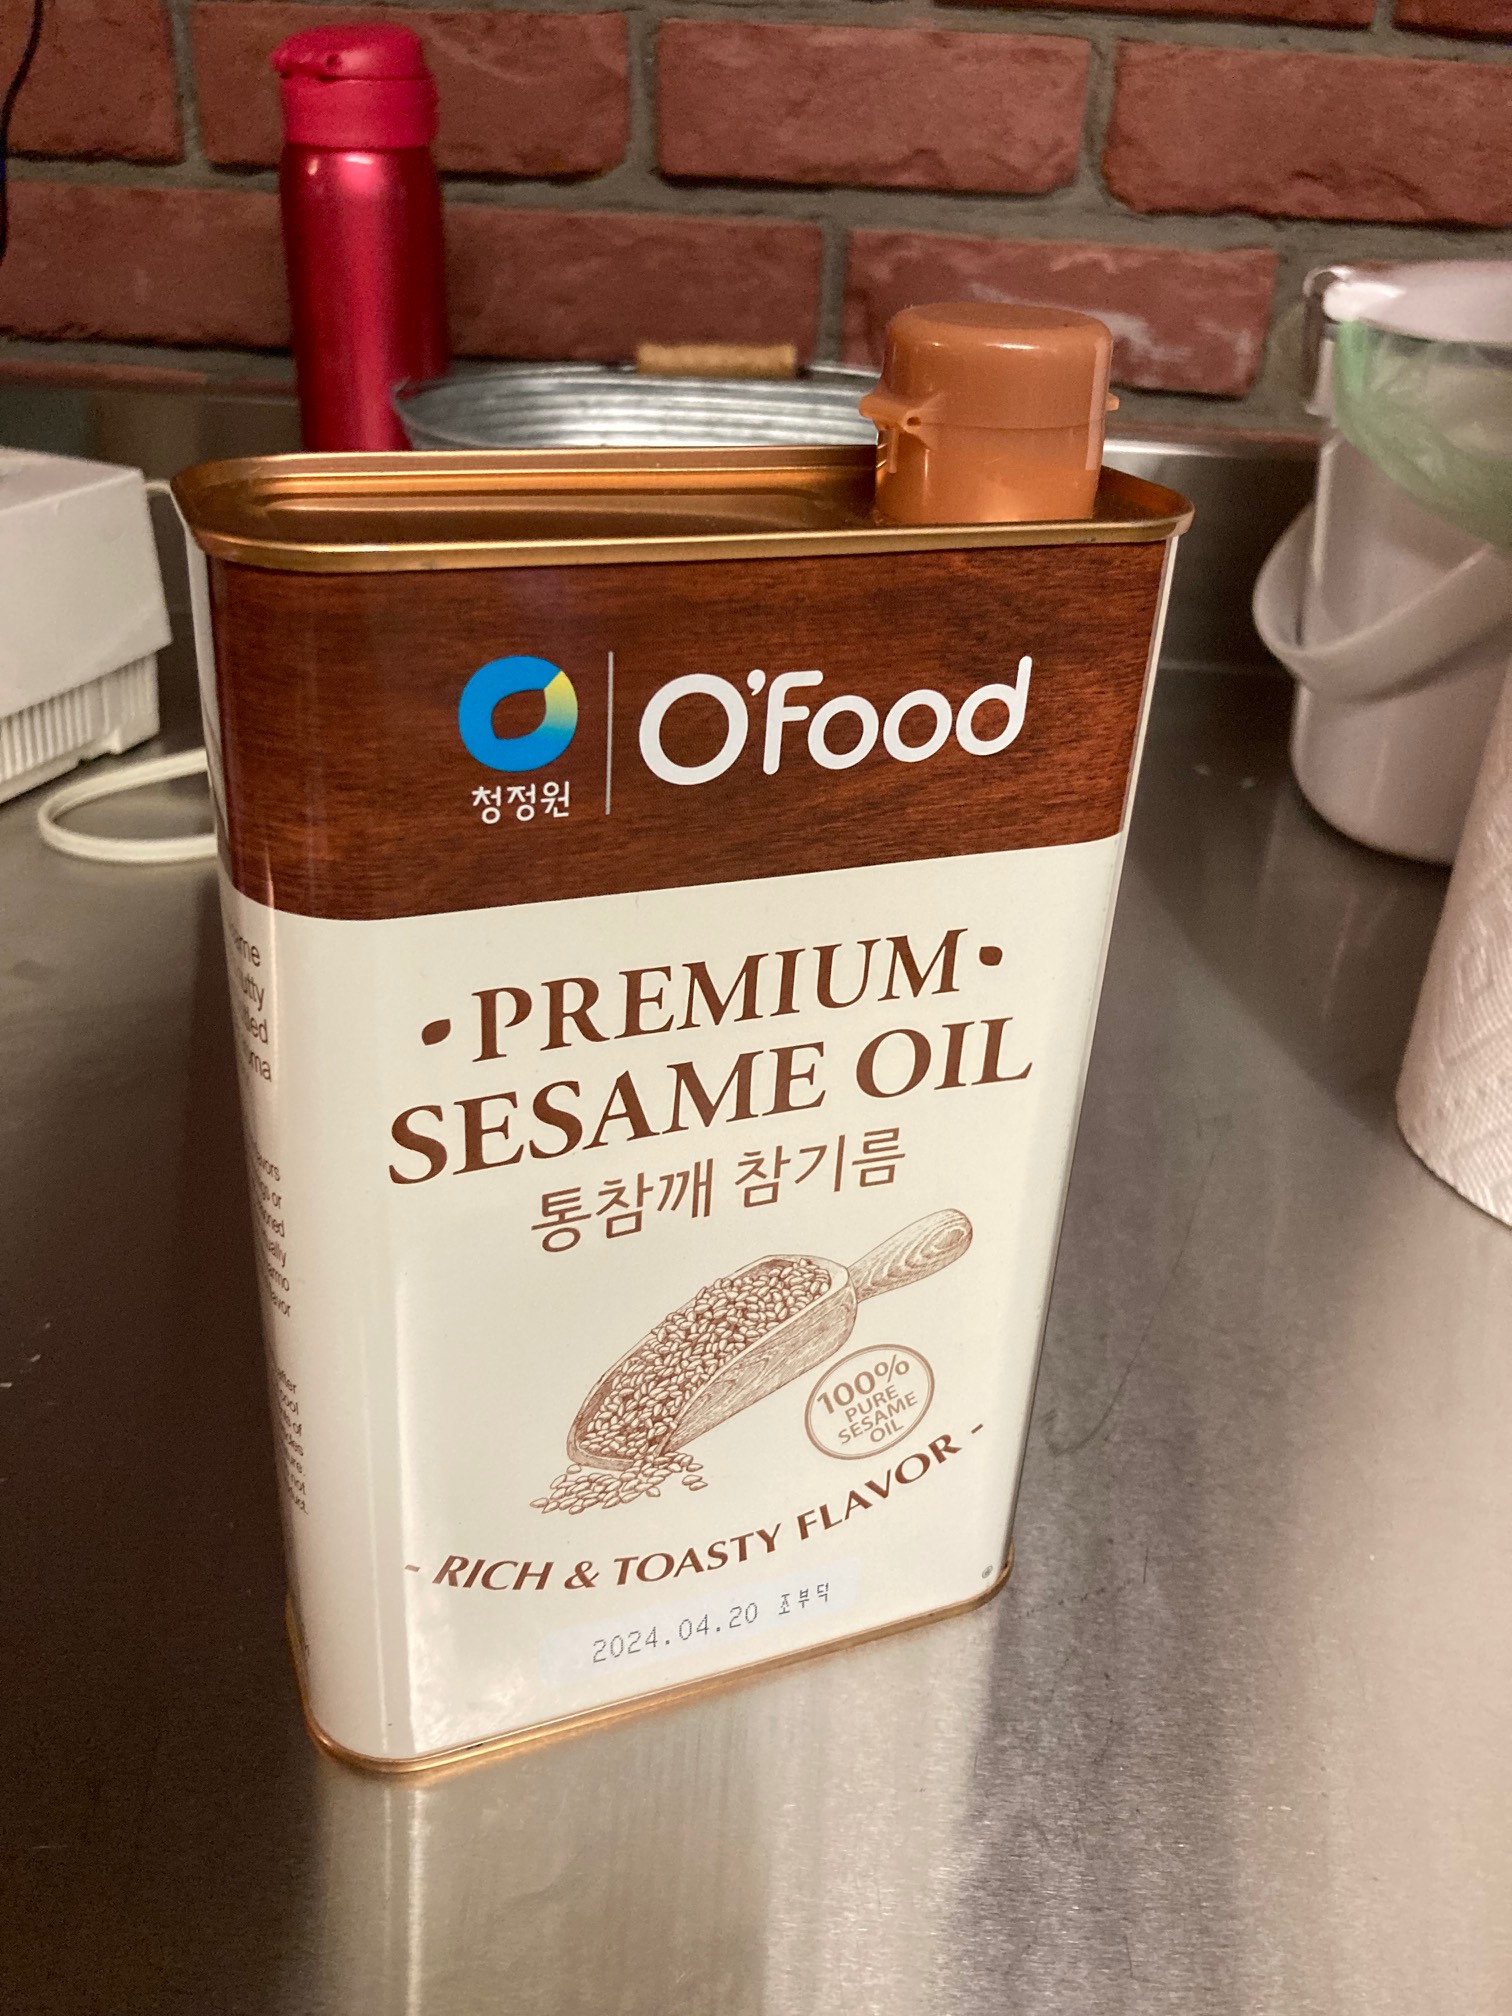 청정원
O'Food
•PREMIUM•
SESAME OIL
통참깨 참기름
100%
PURE
SESAME
OIL
- RICH & TOASTY FLAVOR -
2024.04.20 조부덕